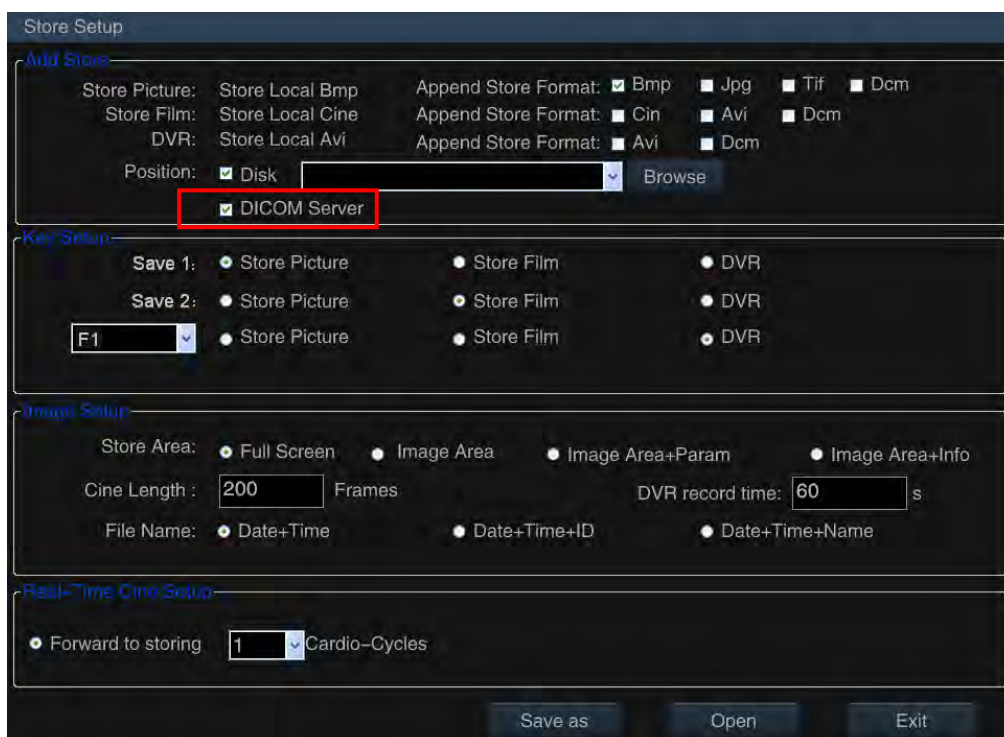 Store Setup
Add Store
Store Picture: Store Local Bmp Append Store Format: Bmp Jpg Tif Dcm
Store Film: Store Local Cine Append Store Format: Cin Avi Dcm
DVR: Store Local Avi Append Store Format: Avi Dcm
Position: Disk Browse
DICOM Server
Key Setup
Save 1: Store Picture Store Film DVR
Save 2: Store Picture Store Film DVR
F1 Store Picture Store Film DVR
Image Setup
Store Area: Full Screen Image Area Image Area+Param Image Area+Info
Cine Length : 200 Frames DVR record time: 60 s
File Name: Date+Time Date+Time+ID Date+Time+Name
Real-Time Cine Setup
Forward to storing 1 Cardio-Cycles
Save as Open Exit